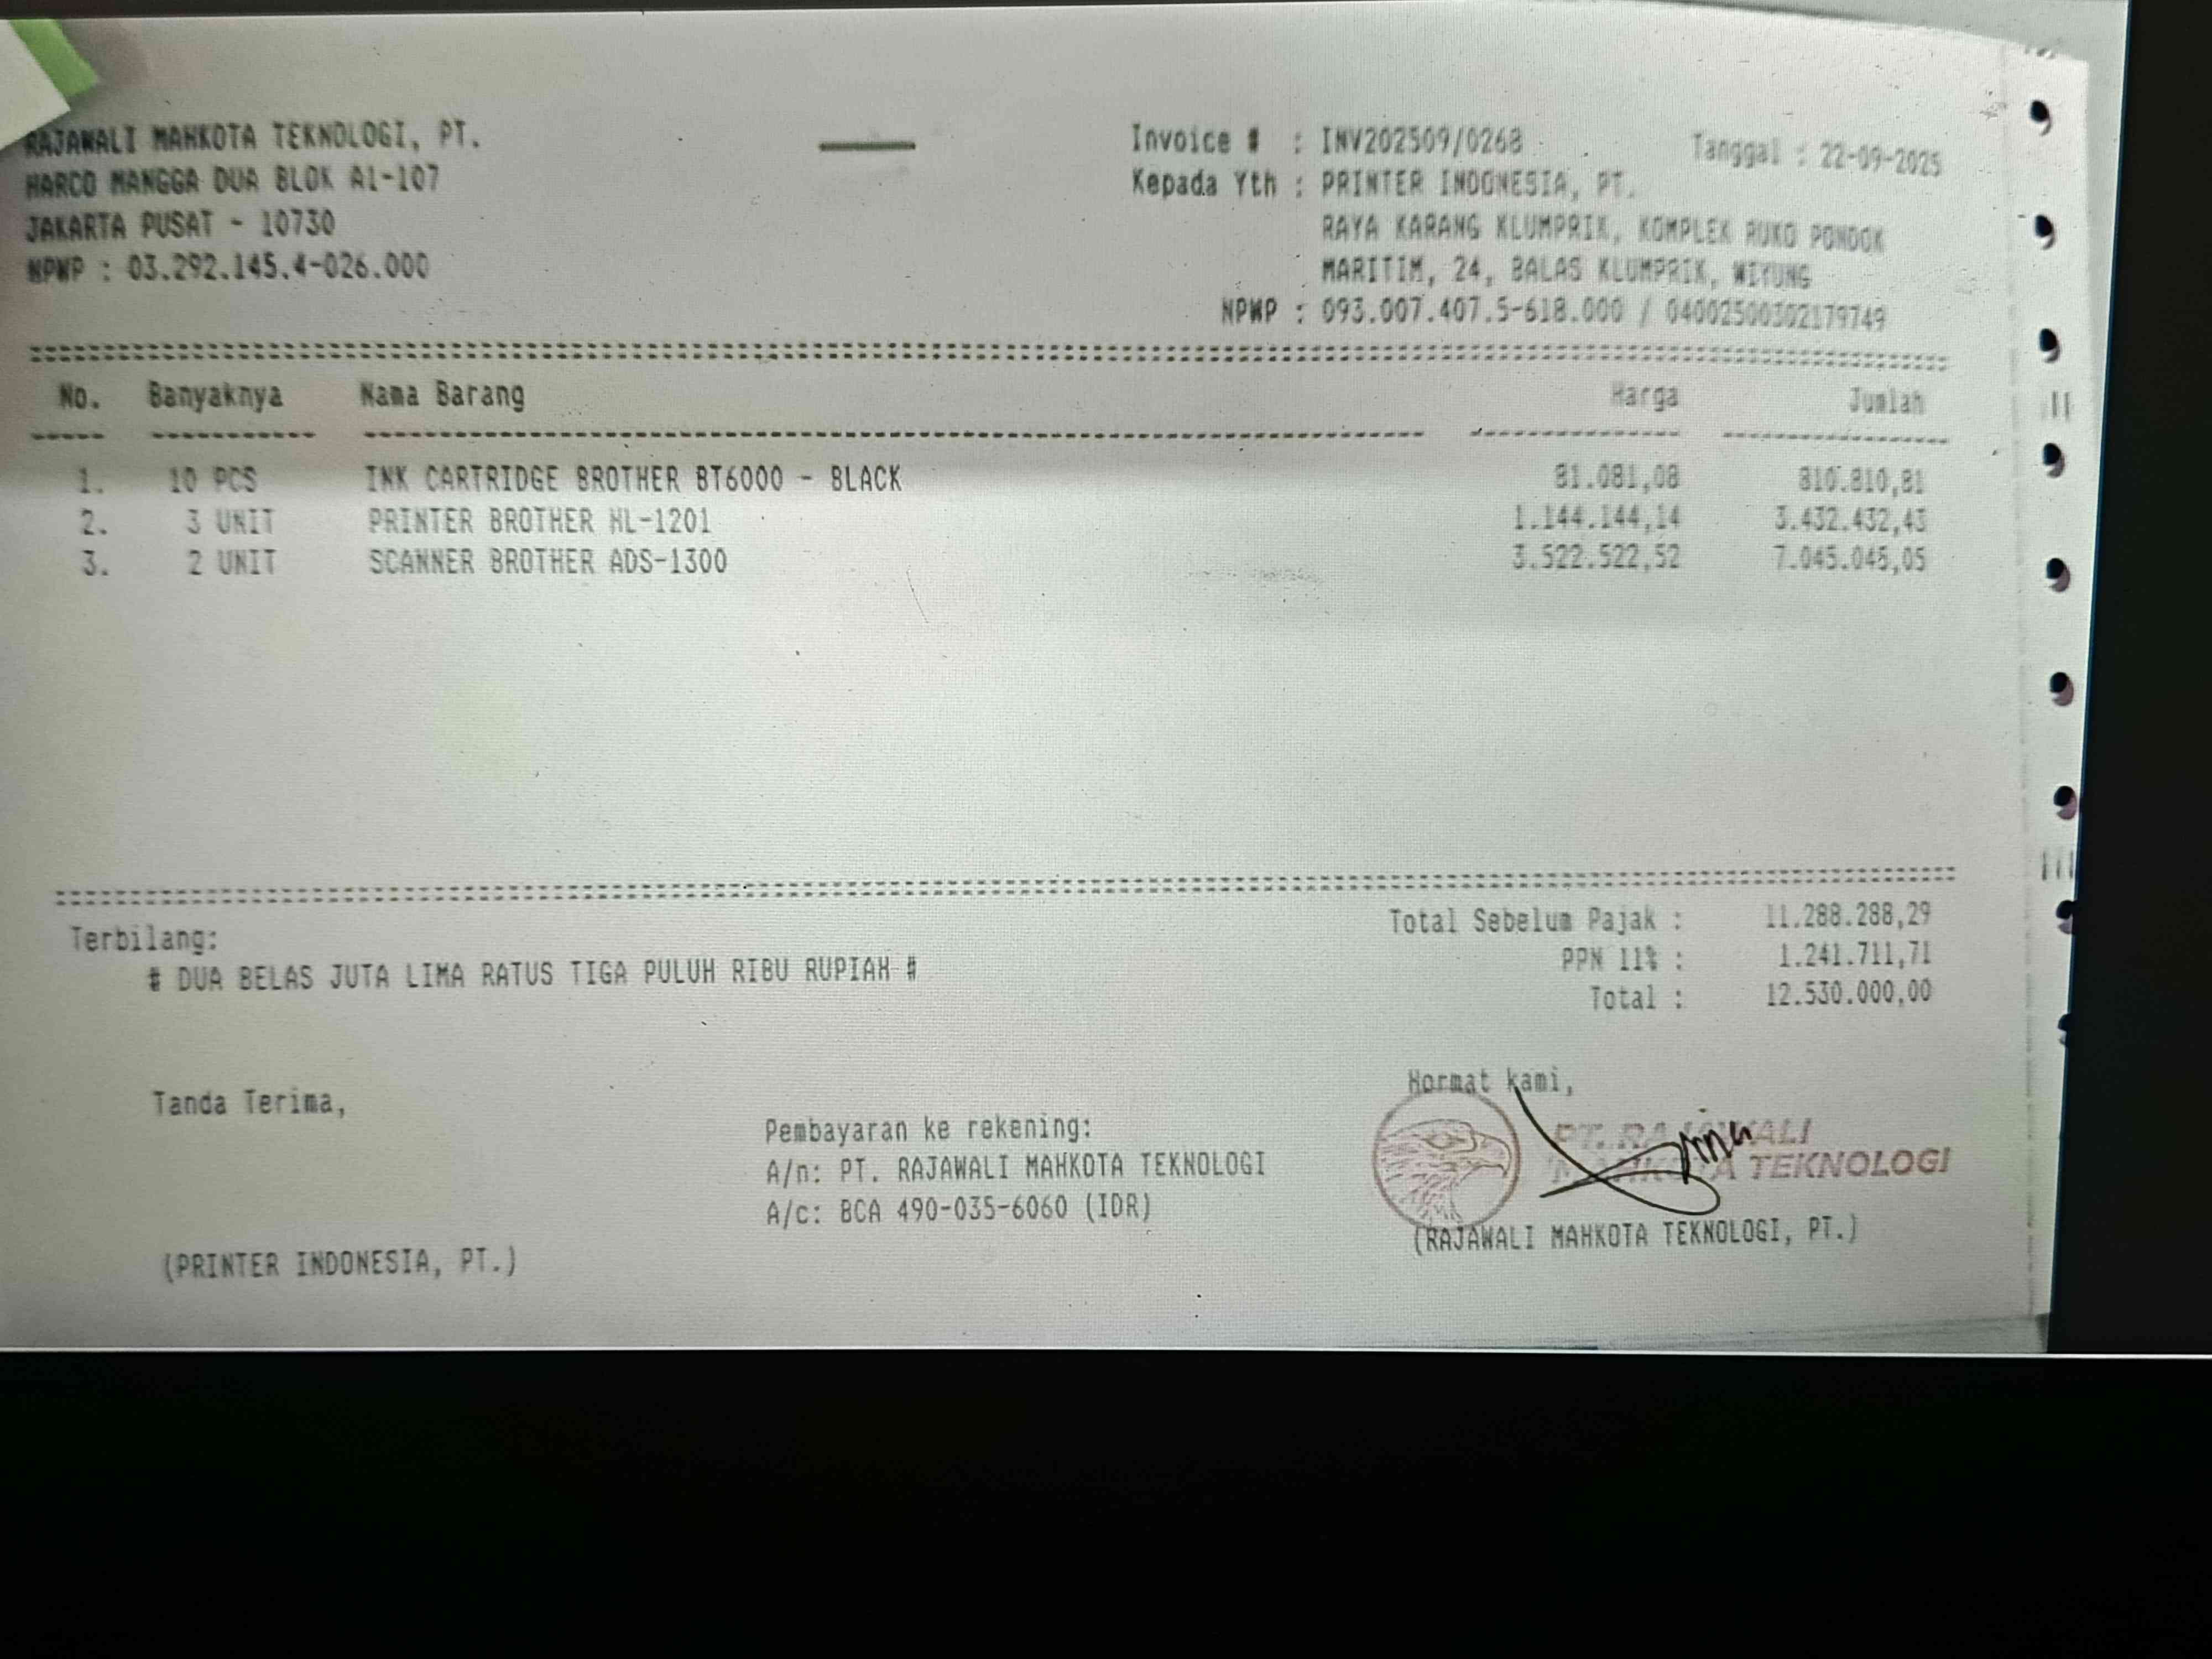 RAJAWALI MAHKOTA TEKNOLOGI, PT.
HARCO MANGGA DUA BLOK A1-107
JAKARTA PUSAT - 10730
NPWP : 03.292.145.4-026.000
Invoice # : INV202509/0268 Tanggal : 22-09-2025
Kepada Yth : PRINTER INDONESIA, PT.
RAYA KARANG KLUMPRIK, KOMPLEK RUKO PONDOK
MARITIM, 24, BALAS KLUMPRIK, WIYUNG
NPWP : 093.007.407.5-618.000 / 04002500302179749
No. Banyaknya Nama Barang Harga Jumlah
1. 10 PCS INK CARTRIDGE BROTHER BT6000 - BLACK 81.081,08 810.810,81
2. 3 UNIT PRINTER BROTHER HL-1201 1.144.144,14 3.432.432,43
3. 2 UNIT SCANNER BROTHER ADS-1300 3.522.522,52 7.045.045,05
Total Sebelum Pajak : 11.288.288,29
PPN 11% : 1.241.711,71
Total : 12.530.000,00
Terbilang:
# DUA BELAS JUTA LIMA RATUS TIGA PULUH RIBU RUPIAH #
Tanda Terima,
(PRINTER INDONESIA, PT.)
Pembayaran ke rekening:
A/n: PT. RAJAWALI MAHKOTA TEKNOLOGI
A/c: BCA 490-035-6060 (IDR)
Hormat kami,
PT. RAJAWALI
MAHKOTA TEKNOLOGI
(RAJAWALI MAHKOTA TEKNOLOGI, PT.)